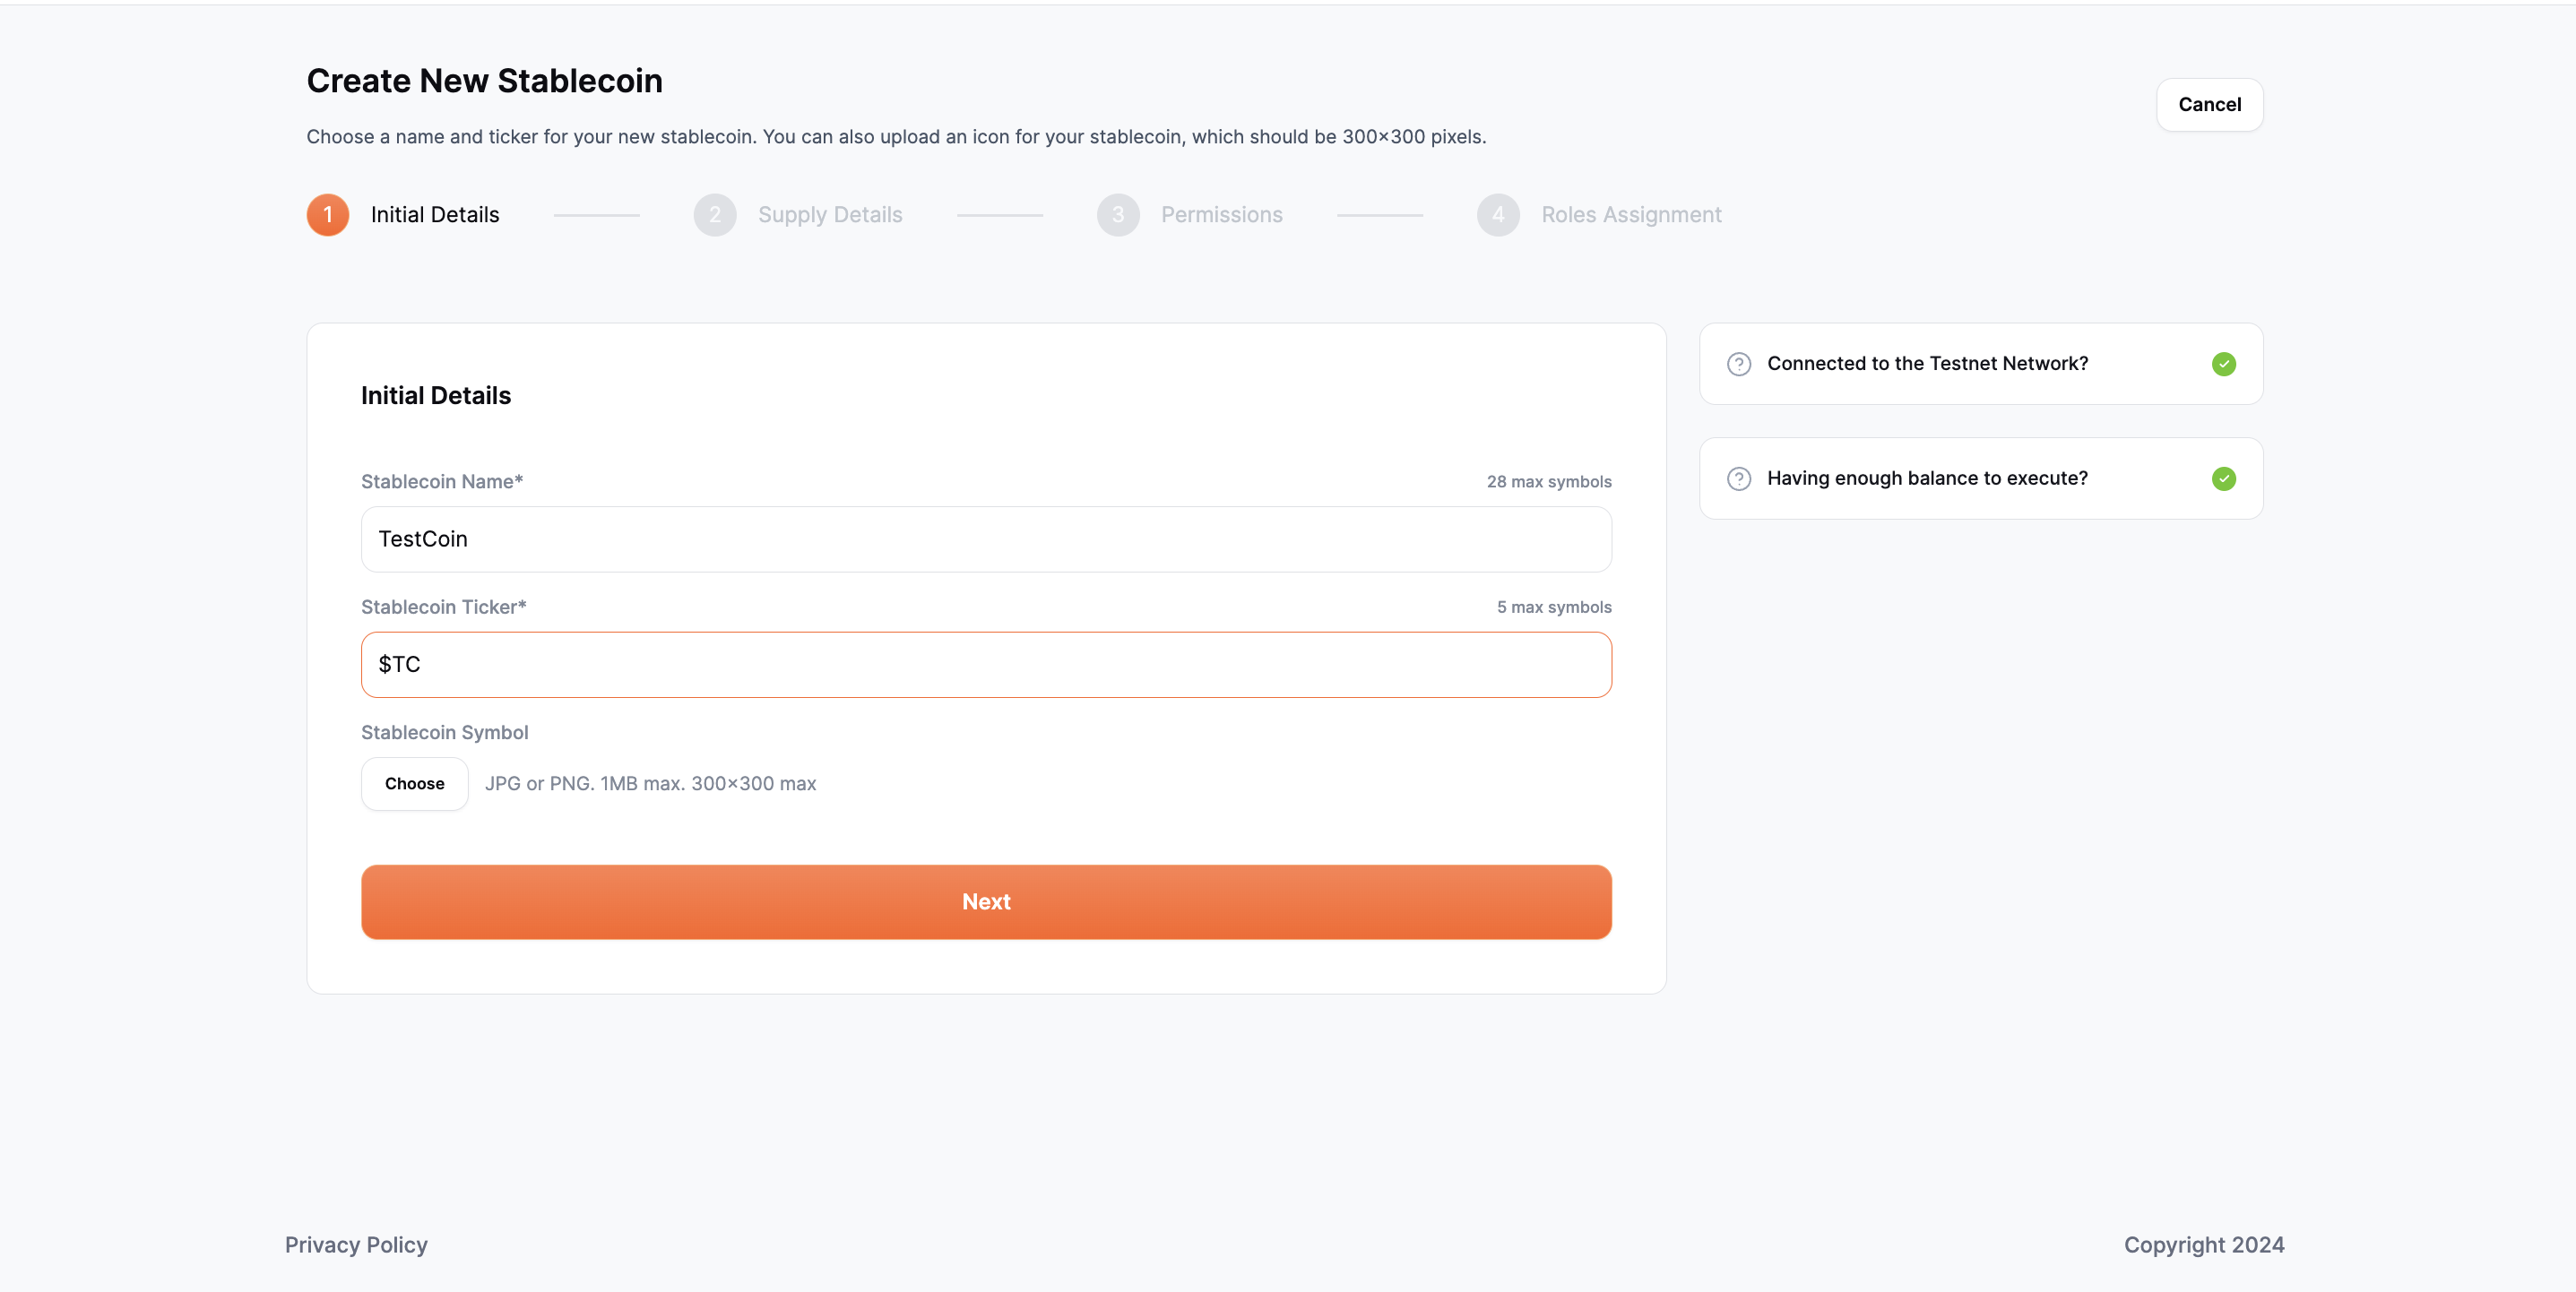 Create New Stablecoin
Cancel
Choose a name and ticker for your new stablecoin. You can also upload an icon for your stablecoin, which should be 300×300 pixels.
1 Initial Details 2 Supply Details 3 Permissions 4 Roles Assignment
Initial Details
Stablecoin Name* 28 max symbols
TestCoin
Stablecoin Ticker* 5 max symbols
$TC
Stablecoin Symbol
Choose JPG or PNG. 1MB max. 300×300 max
Next
? Connected to the Testnet Network?
? Having enough balance to execute?
Privacy Policy Copyright 2024